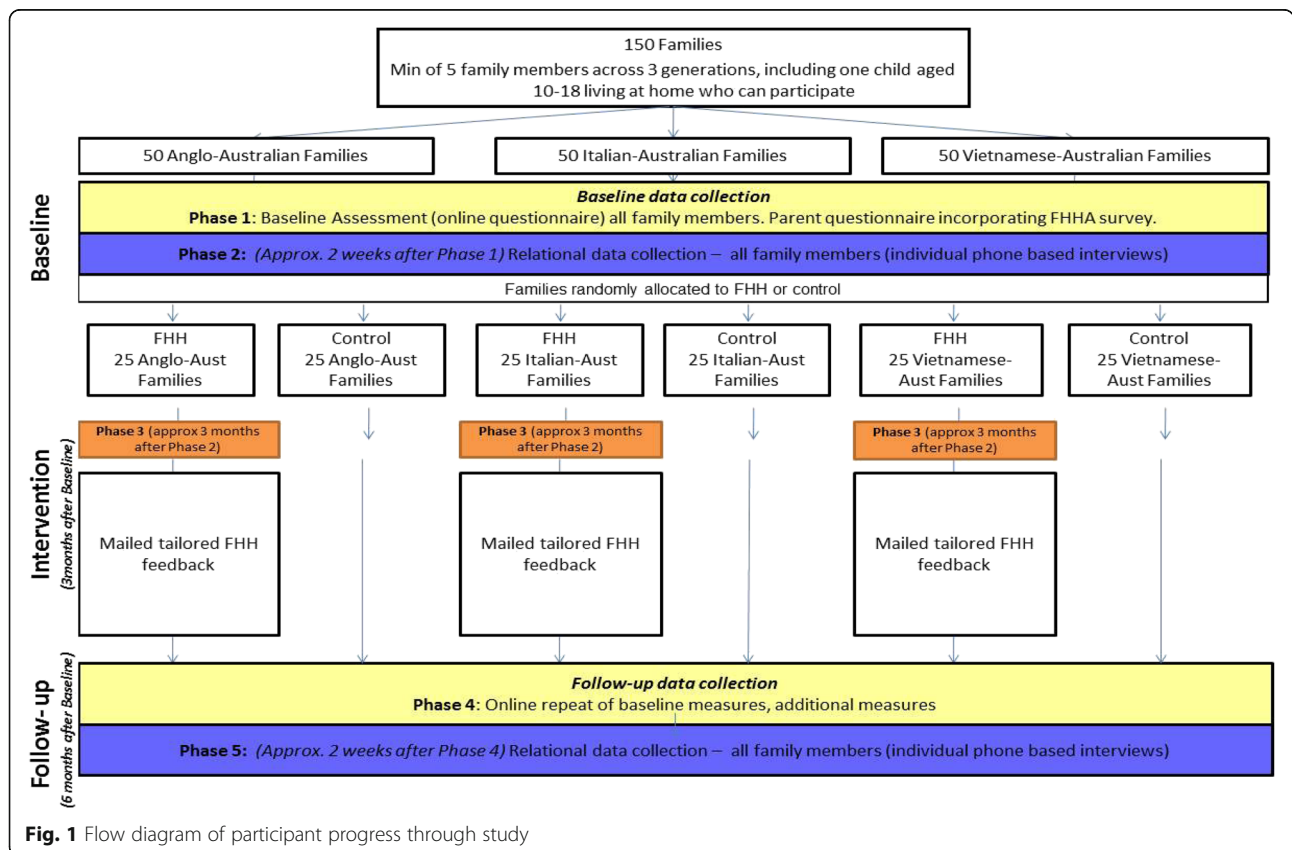 150 Families
Min of 5 family members across 3 generations, including one child aged
10-18 living at home who can participate
50 Anglo-Australian Families
50 Italian-Australian Families
50 Vietnamese-Australian Families
Baseline
Baseline data collection
Phase 1: Baseline Assessment (online questionnaire) all family members. Parent questionnaire incorporating FHHA survey.
Phase 2: (Approx. 2 weeks after Phase 1) Relational data collection – all family members (individual phone based interviews)
Families randomly allocated to FHH or control
FHH
25 Anglo-Aust
Families
Control
25 Anglo-Aust
Families
FHH
25 Italian-Aust
Families
Control
25 Italian-Aust
Families
FHH
25 Vietnamese-
Aust Families
Control
25 Vietnamese-
Aust Families
Intervention
(3months after Baseline)
Phase 3 (approx 3 months
after Phase 2)
Phase 3 (approx 3 months
after Phase 2)
Phase 3 (approx 3 months
after Phase 2)
Mailed tailored FHH
feedback
Mailed tailored FHH
feedback
Mailed tailored FHH
feedback
Follow-up
(6 months after Baseline)
Follow-up data collection
Phase 4: Online repeat of baseline measures, additional measures
Phase 5: (Approx. 2 weeks after Phase 4) Relational data collection – all family members (individual phone based interviews)
Fig. 1 Flow diagram of participant progress through study